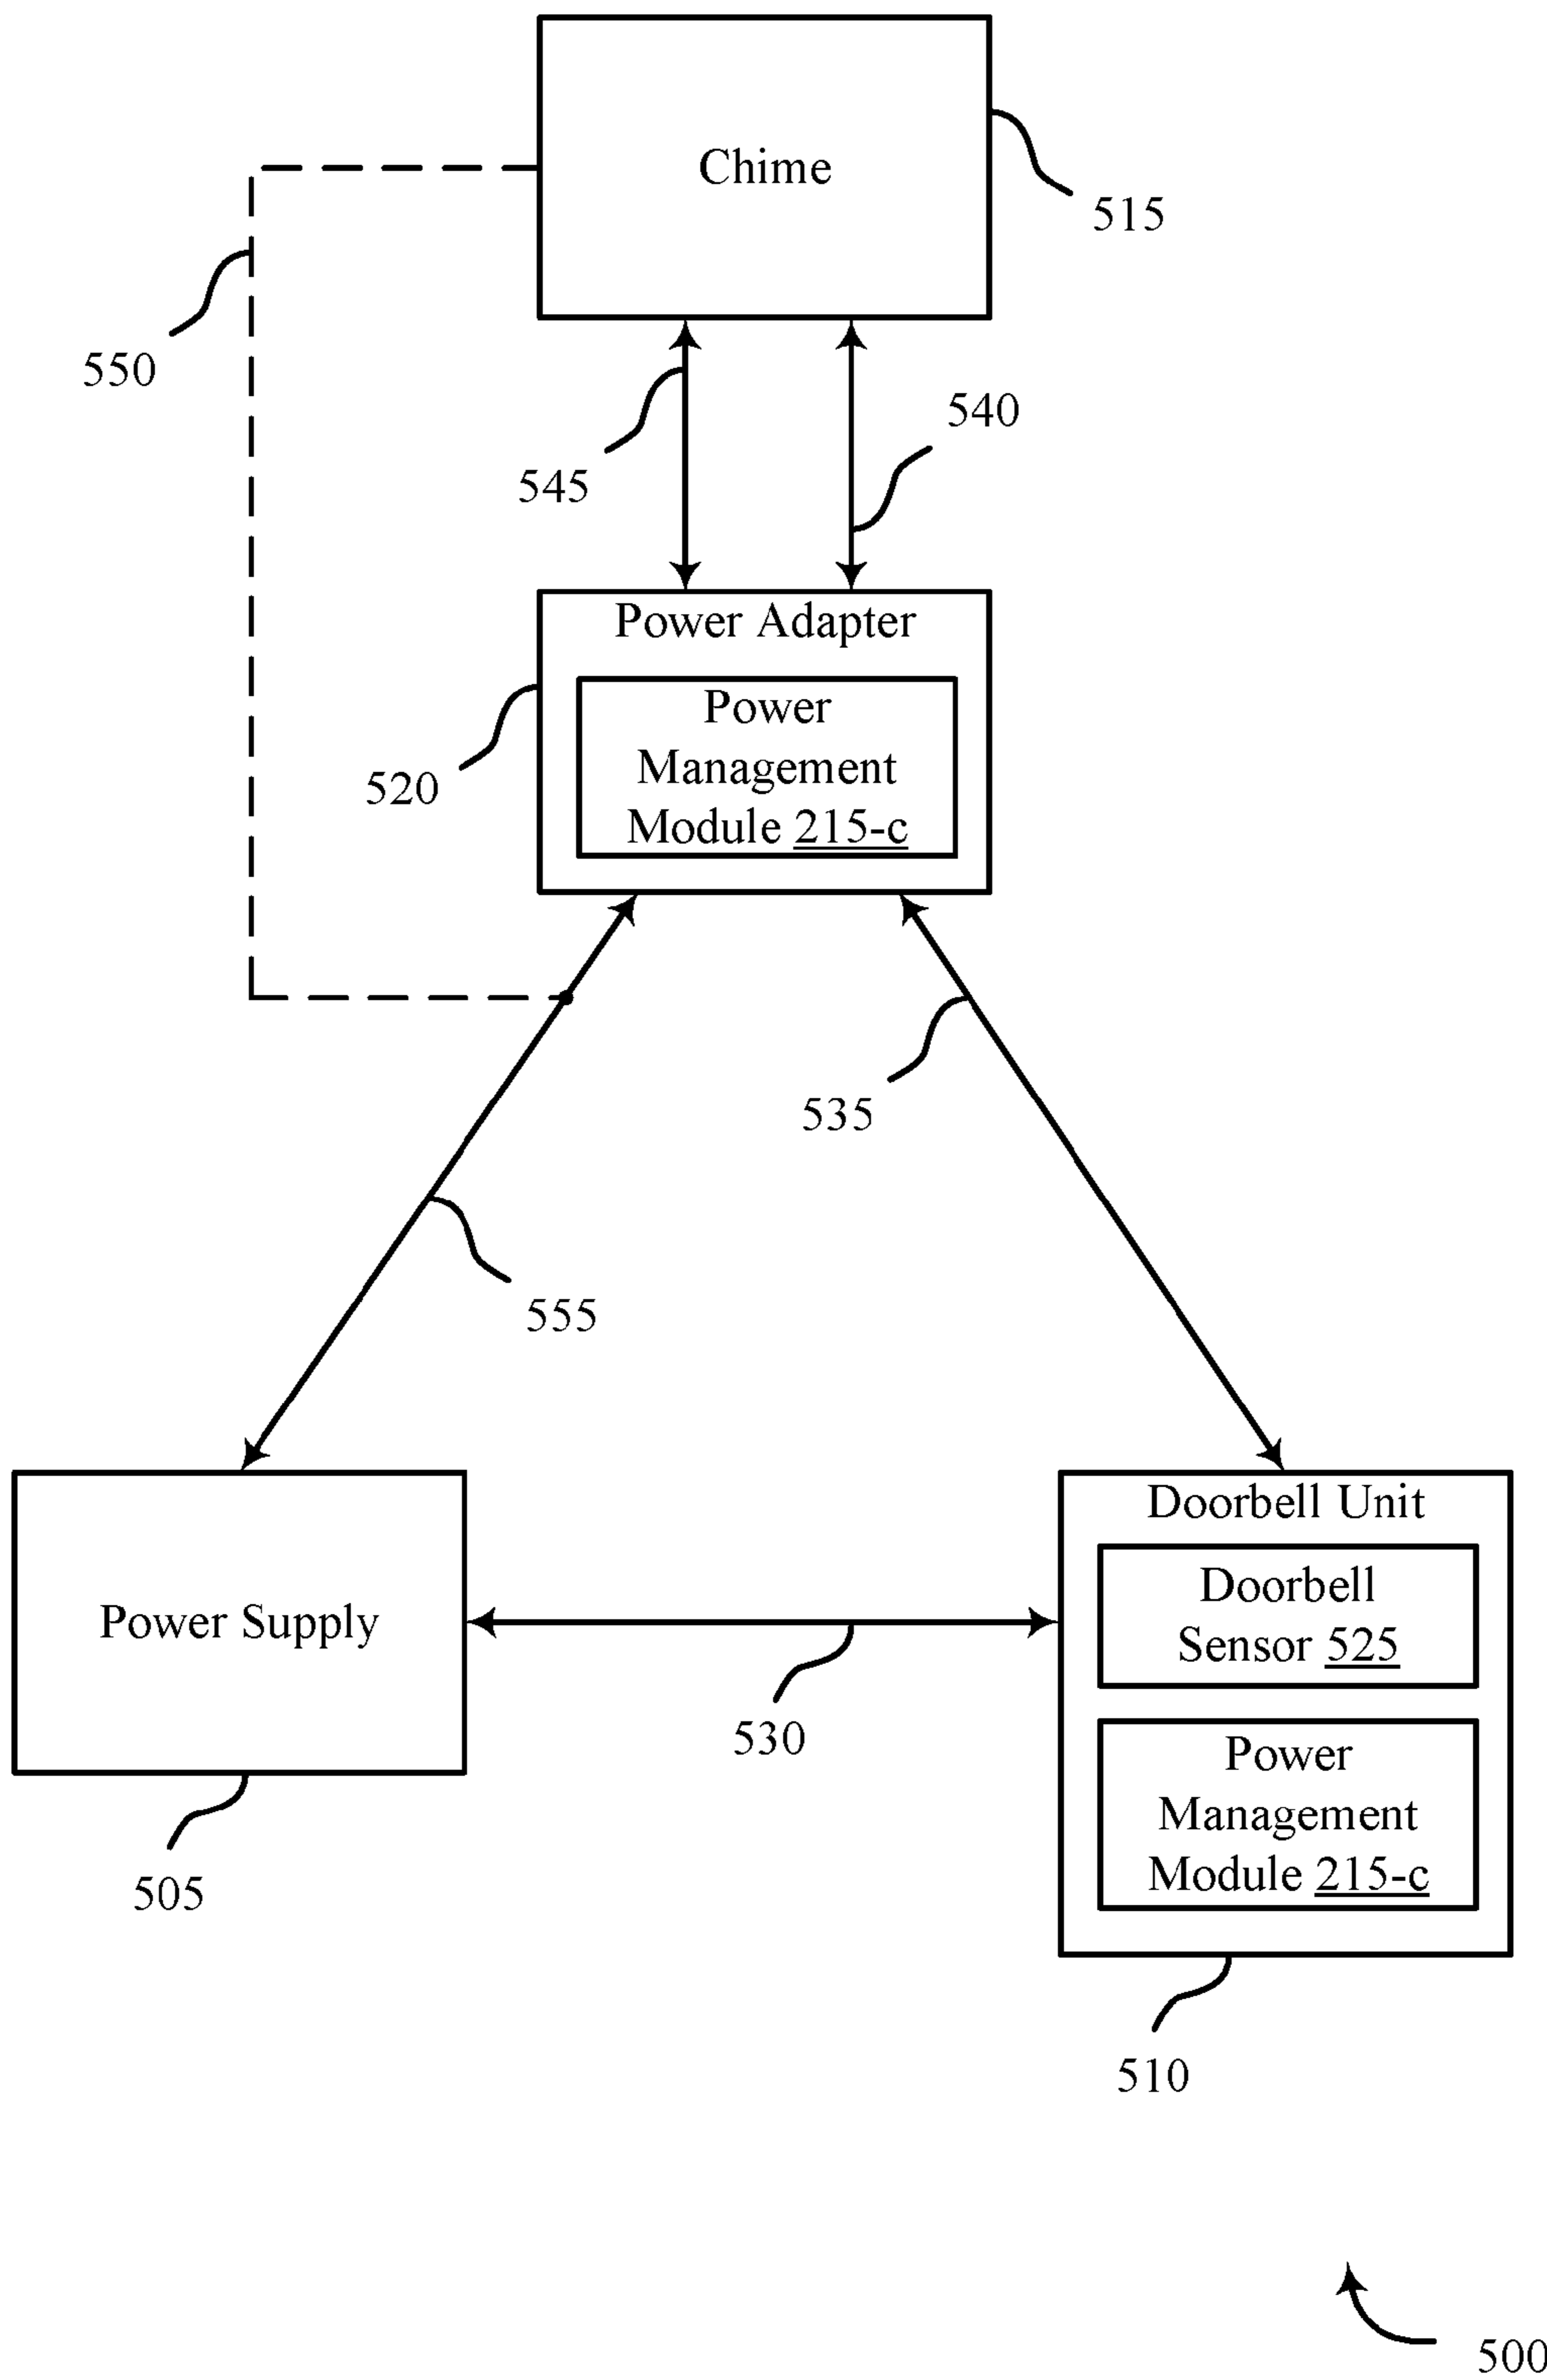 Chime
515
550
540
545
Power Adapter
Power
Management
Module 215-c
520
535
555
Doorbell Unit
Doorbell
Sensor 525
Power Supply
530
Power
Management
Module 215-c
505
510
500